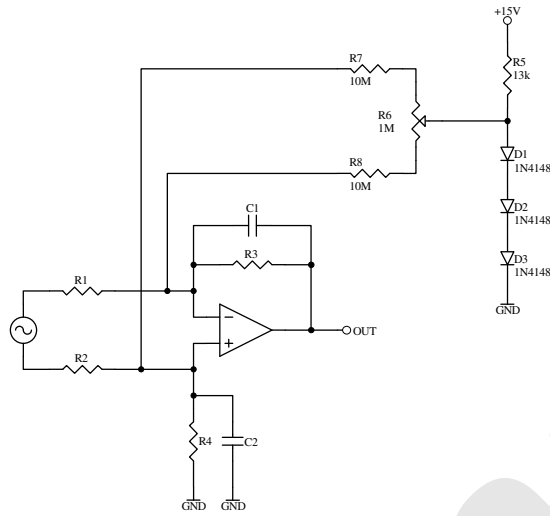 +15V
R5
13k
R7
10M
R6
1M
D1
1N4148
R8
10M
D2
1N4148
C1
R3
D3
1N4148
R1
GND
OUT
R2
R4
C2
GND
GND